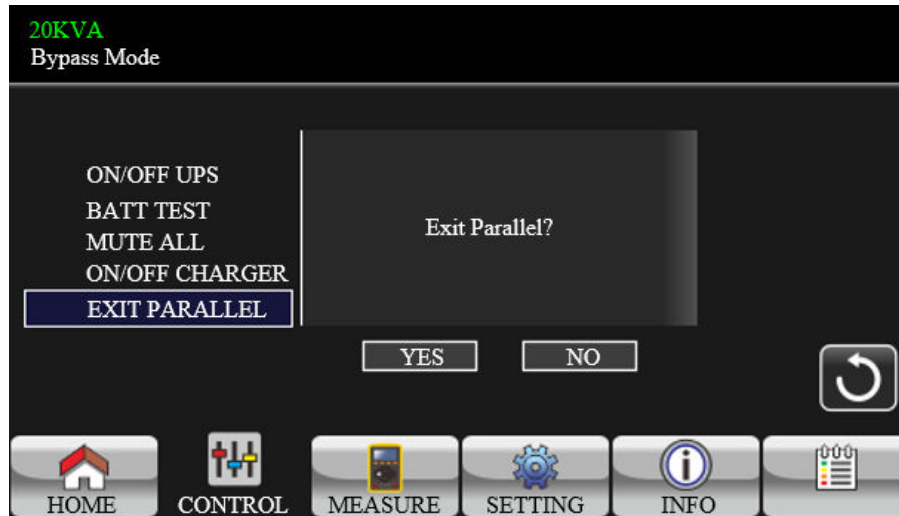 20KVA
Bypass Mode
ON/OFF UPS
BATT TEST
MUTE ALL
ON/OFF CHARGER
EXIT PARALLEL
Exit Parallel?
YES
NO
HOME
CONTROL
MEASURE
SETTING
INFO